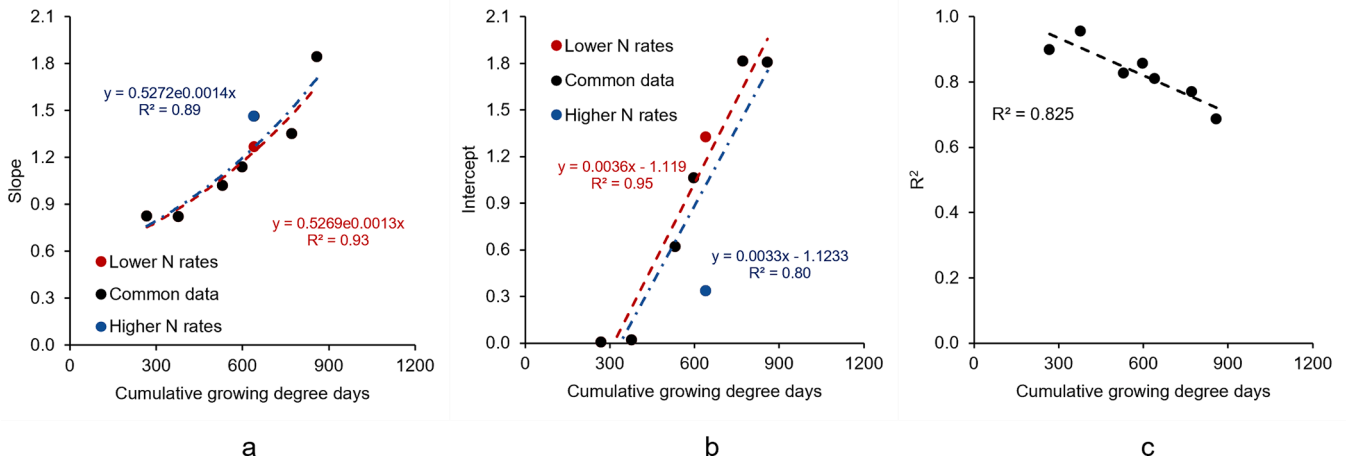 2.1
1.8
1.5
1.2
0.9
0.6
0.3
0.0
0
300
600
900
1200
Slope
Cumulative growing degree days
y = 0.5272e0.0014x
R² = 0.89
y = 0.5269e0.0013x
R² = 0.93
Lower N rates
Common data
Higher N rates
a
2.1
1.8
1.5
1.2
0.9
0.6
0.3
0.0
0
300
600
900
1200
Intercept
Cumulative growing degree days
Lower N rates
Common data
Higher N rates
y = 0.0036x - 1.119
R² = 0.95
y = 0.0033x - 1.1233
R² = 0.80
b
1.0
0.8
0.6
0.4
0.2
0.0
0
300
600
900
1200
R²
Cumulative growing degree days
R² = 0.825
c